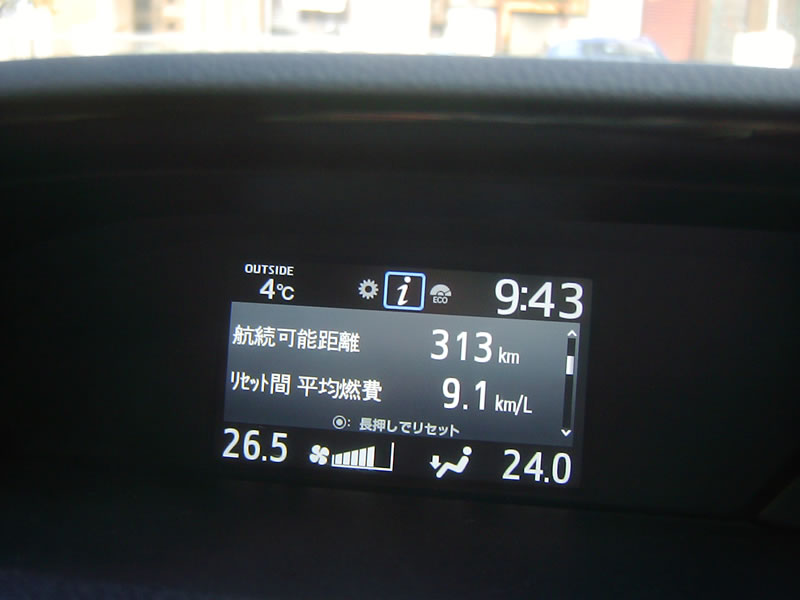 OUTSIDE
4℃ i ECO 9:43
航続可能距離 313 km
ﾘｾｯﾄ間 平均燃費 9.1 km/L
◉: 長押しでリセット
26.5 24.0